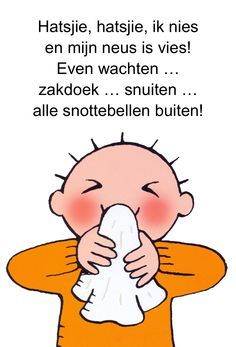 Hatsjie, hatsjie, ik nies
en mijn neus is vies!
Even wachten ...
zakdoek ... snuiten ...
alle snottebellen buiten!